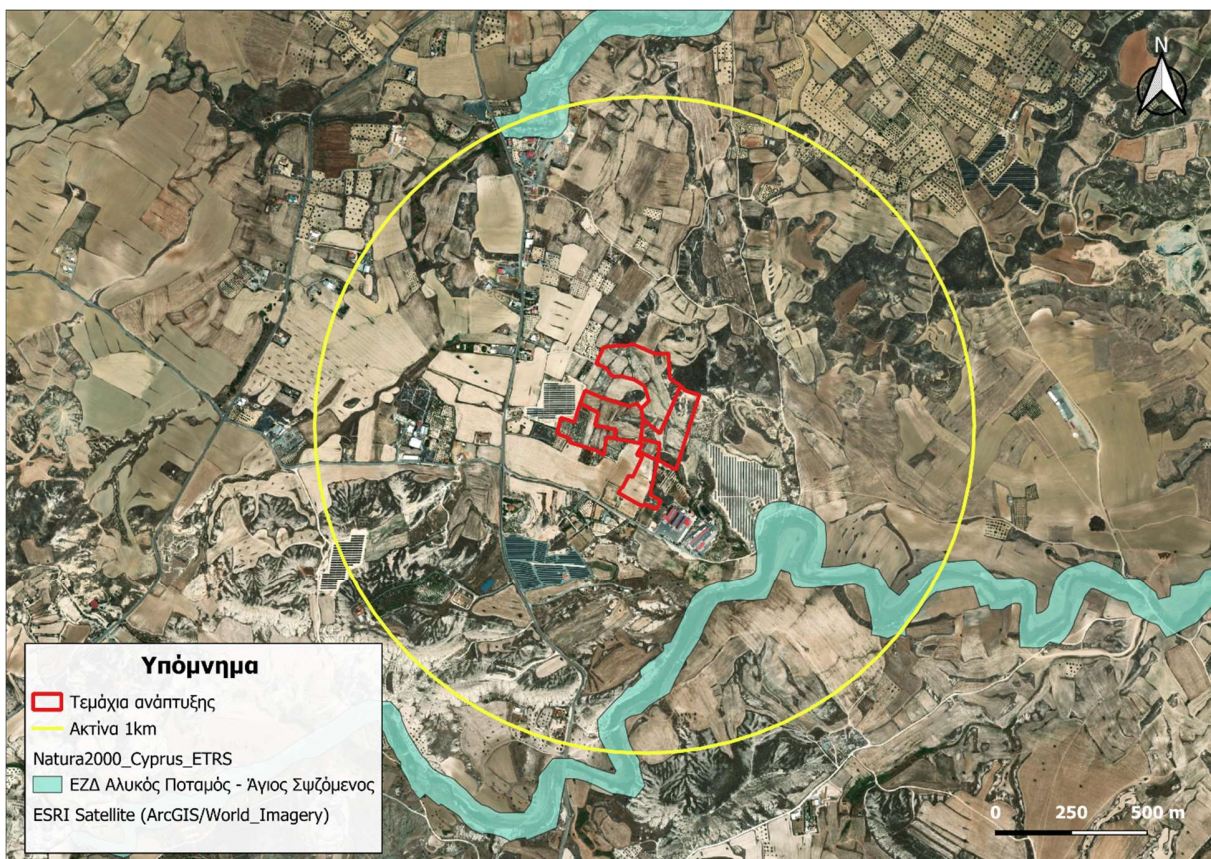 N
Υπόμνημα
Τεμάχια ανάπτυξης
Ακτίνα 1km
Natura2000_Cyprus_ETRS
ΕΖΔ Αλυκός Ποταμός - Άγιος Σωζόμενος
ESRI Satellite (ArcGIS/World_Imagery)
0 250 500 m